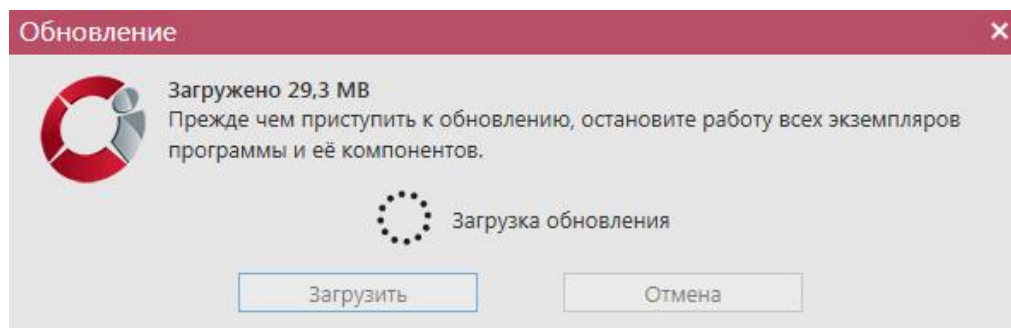 Обновление
Загружено 29,3 MB
Прежде чем приступить к обновлению, остановите работу всех экземпляров
программы и её компонентов.
Загрузка обновления
Загрузить
Отмена